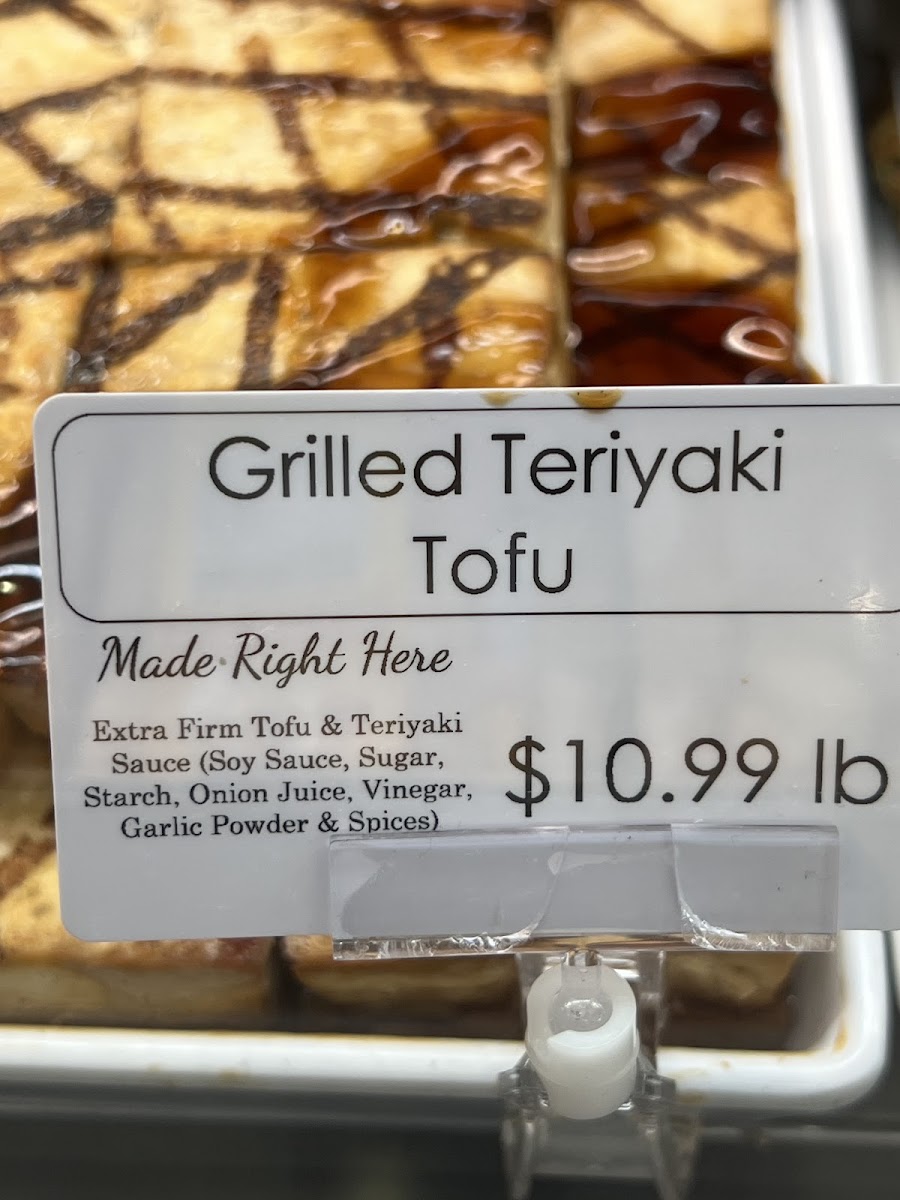 Grilled Teriyaki
Tofu
Made Right Here
Extra Firm Tofu & Teriyaki
Sauce (Soy Sauce, Sugar,
Starch, Onion Juice, Vinegar,
Garlic Powder & Spices)
$10.99 lb